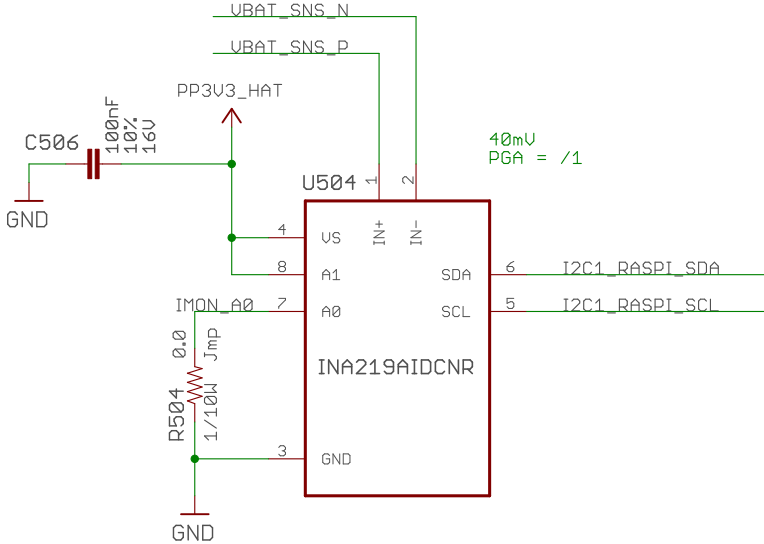 VBAT_SNS_N
VBAT_SNS_P
PP3V3_HAT
C506
100nF
10%
16V
GND
40mV
PGA = /1
U504
1
2
IN+
IN-
4
VS
8
A1
IMON_A0
7
A0
SDA
6
I2C1_RASPI_SDA
SCL
5
I2C1_RASPI_SCL
INA219AIDCNR
0.0
Jmp
R504
1/10W
3
GND
GND